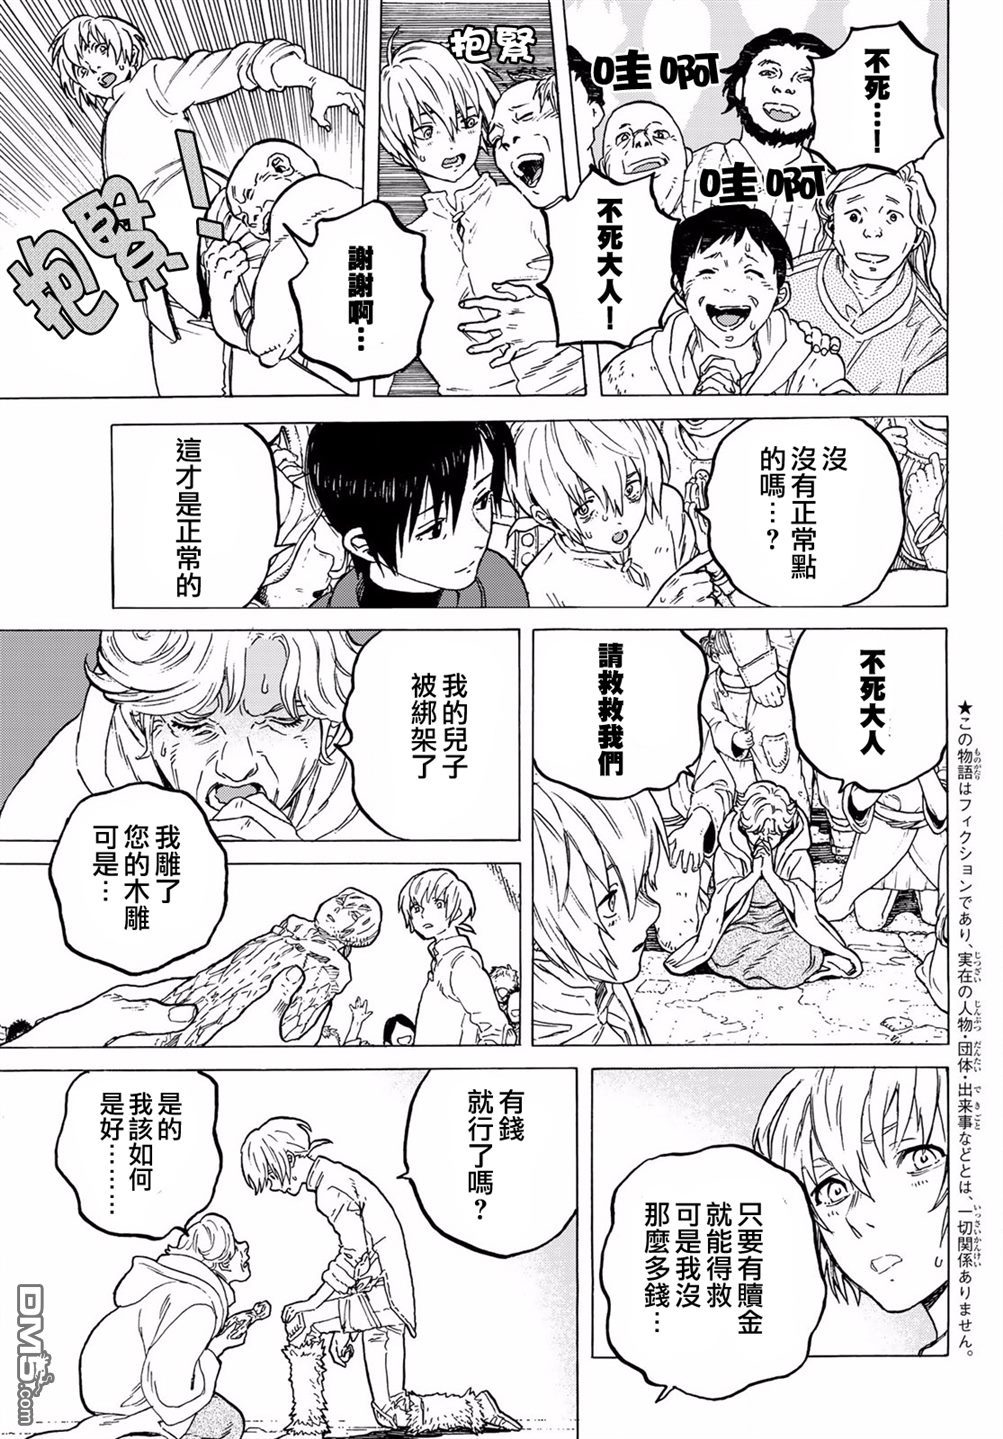 不死…！
哇啊
哇啊
不死大人！
抱緊
謝謝啊…
抱緊！
沒
沒有正常點
的嗎…？
這才是正常的
不死大人
請救救我們
我的兒子
被綁架了
我雕了
您的木雕
可是…
只要有贖金
就能得救
可是我沒
那麼多錢…
有錢
就行了嗎？
是的
我該如何
是好………
★この物語はフィクションであり、実在の人物・団体・出来事などとは、一切関係ありません。
DM5.com